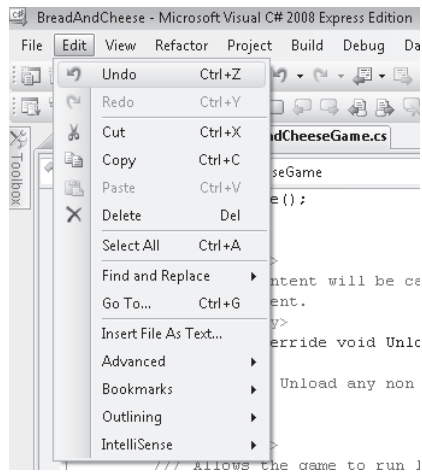 BreadAndCheese - Microsoft Visual C# 2008 Express Edition
File Edit View Refactor Project Build Debug Da
Undo Ctrl+Z
Redo Ctrl+Y
Cut Ctrl+X
Copy Ctrl+C
Paste Ctrl+V
Delete Del
Select All Ctrl+A
Find and Replace
Go To... Ctrl+G
Insert File As Text...
Advanced
Bookmarks
Outlining
IntelliSense
Toolbox
dCheeseGame.cs
seGame
e();
>
ntent will be ca
ent.
y>
erride void Unlo
Unload any non
>
/// Allows the game to run l